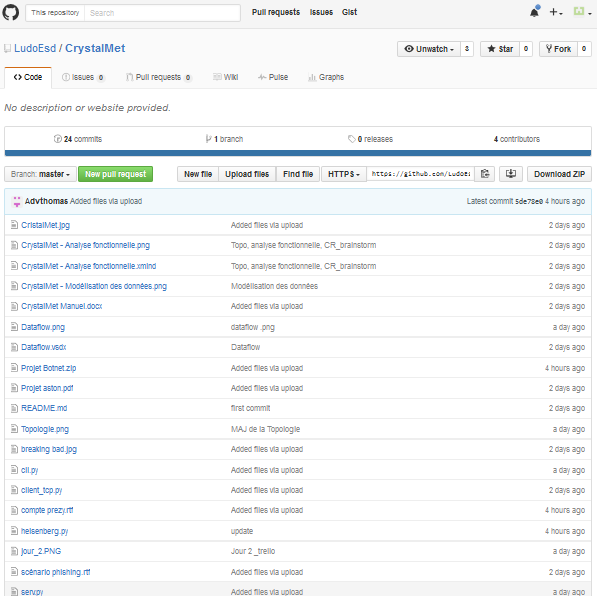 This repository Search Pull requests Issues Gist
LudoEsd / CrystalMet Unwatch 3 Star 0 Fork 0
Code Issues 0 Pull requests 0 Wiki Pulse Graphs
No description or website provided.
24 commits 1 branch 0 releases 4 contributors
Branch: master New pull request New file Upload files Find file HTTPS https://github.com/LudoE Download ZIP
Advthomas Added files via upload Latest commit 5de78e0 4 hours ago
CristalMet.jpg Added files via upload 2 days ago
CrystalMet - Analyse fonctionnelle.png Topo, analyse fonctionnelle, CR_brainstorm 2 days ago
CrystalMet - Analyse fonctionnelle.xmind Topo, analyse fonctionnelle, CR_brainstorm 2 days ago
CrystalMet - Modélisation des données.png Modélisation des données 2 days ago
CrystalMet Manuel.docx Added files via upload 2 days ago
Dataflow.png dataflow .png a day ago
Dataflow.vsdx Dataflow 2 days ago
Projet Botnet.zip Added files via upload 4 hours ago
Projet aston.pdf Added files via upload 2 days ago
README.md first commit 2 days ago
Topologie.png MAJ de la Topologie a day ago
breaking bad.jpg Added files via upload 2 days ago
cli.py Added files via upload a day ago
client_tcp.py Added files via upload 2 days ago
compte prezy.rtf Added files via upload 4 hours ago
heisenberg.py update 4 hours ago
jour_2.PNG Jour 2 _trello a day ago
scénario phishing.rtf Added files via upload 2 days ago
serv.py Added files via upload a day ago